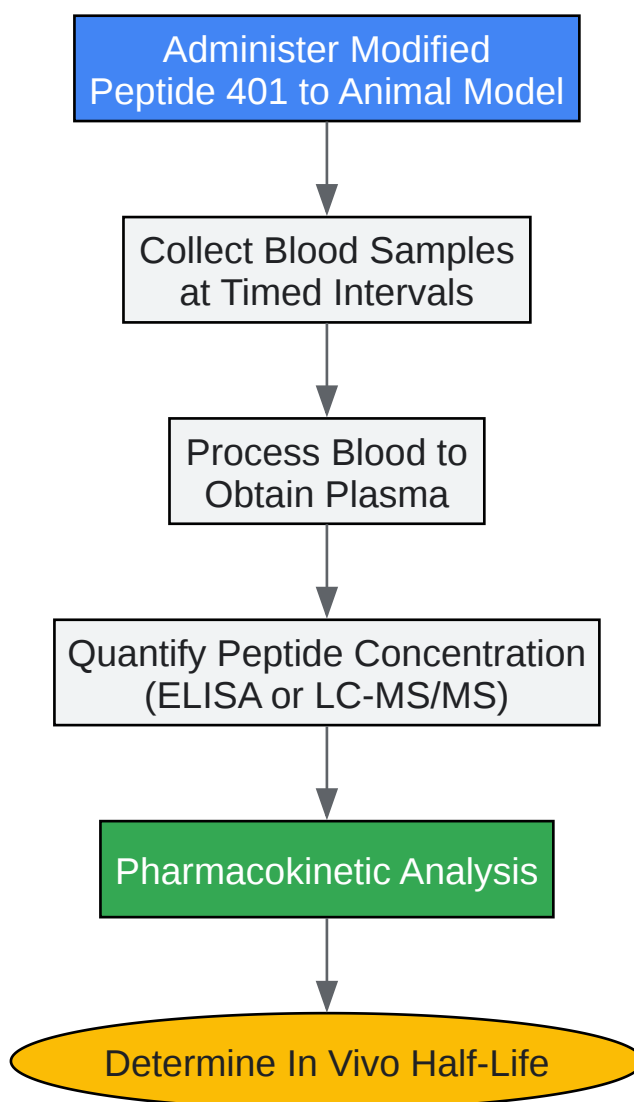 Administer Modified
Peptide 401 to Animal Model
Collect Blood Samples
at Timed Intervals
Process Blood to
Obtain Plasma
Quantify Peptide Concentration
(ELISA or LC-MS/MS)
Pharmacokinetic Analysis
Determine In Vivo Half-Life